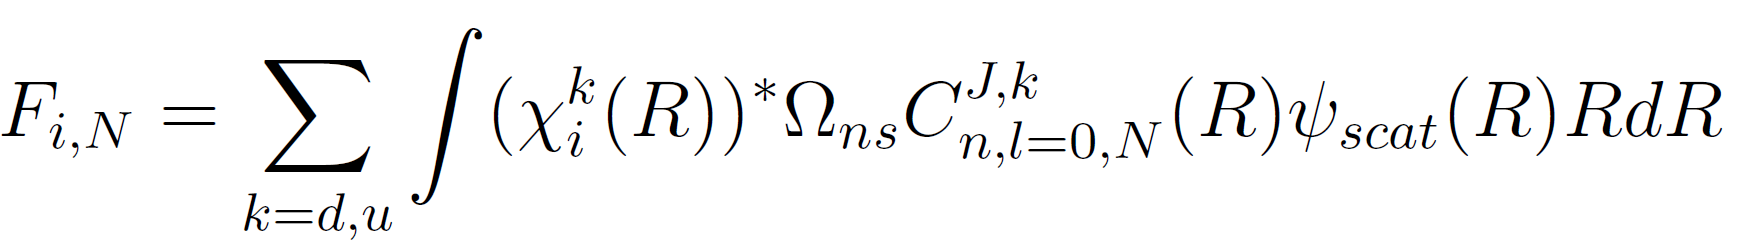 F_{i,N} = \sum_{k=d,u} \int (\chi_i^k(R))^* \Omega_{ns} C_{n,l=0,N}^{J,k}(R) \psi_{scat}(R) R dR